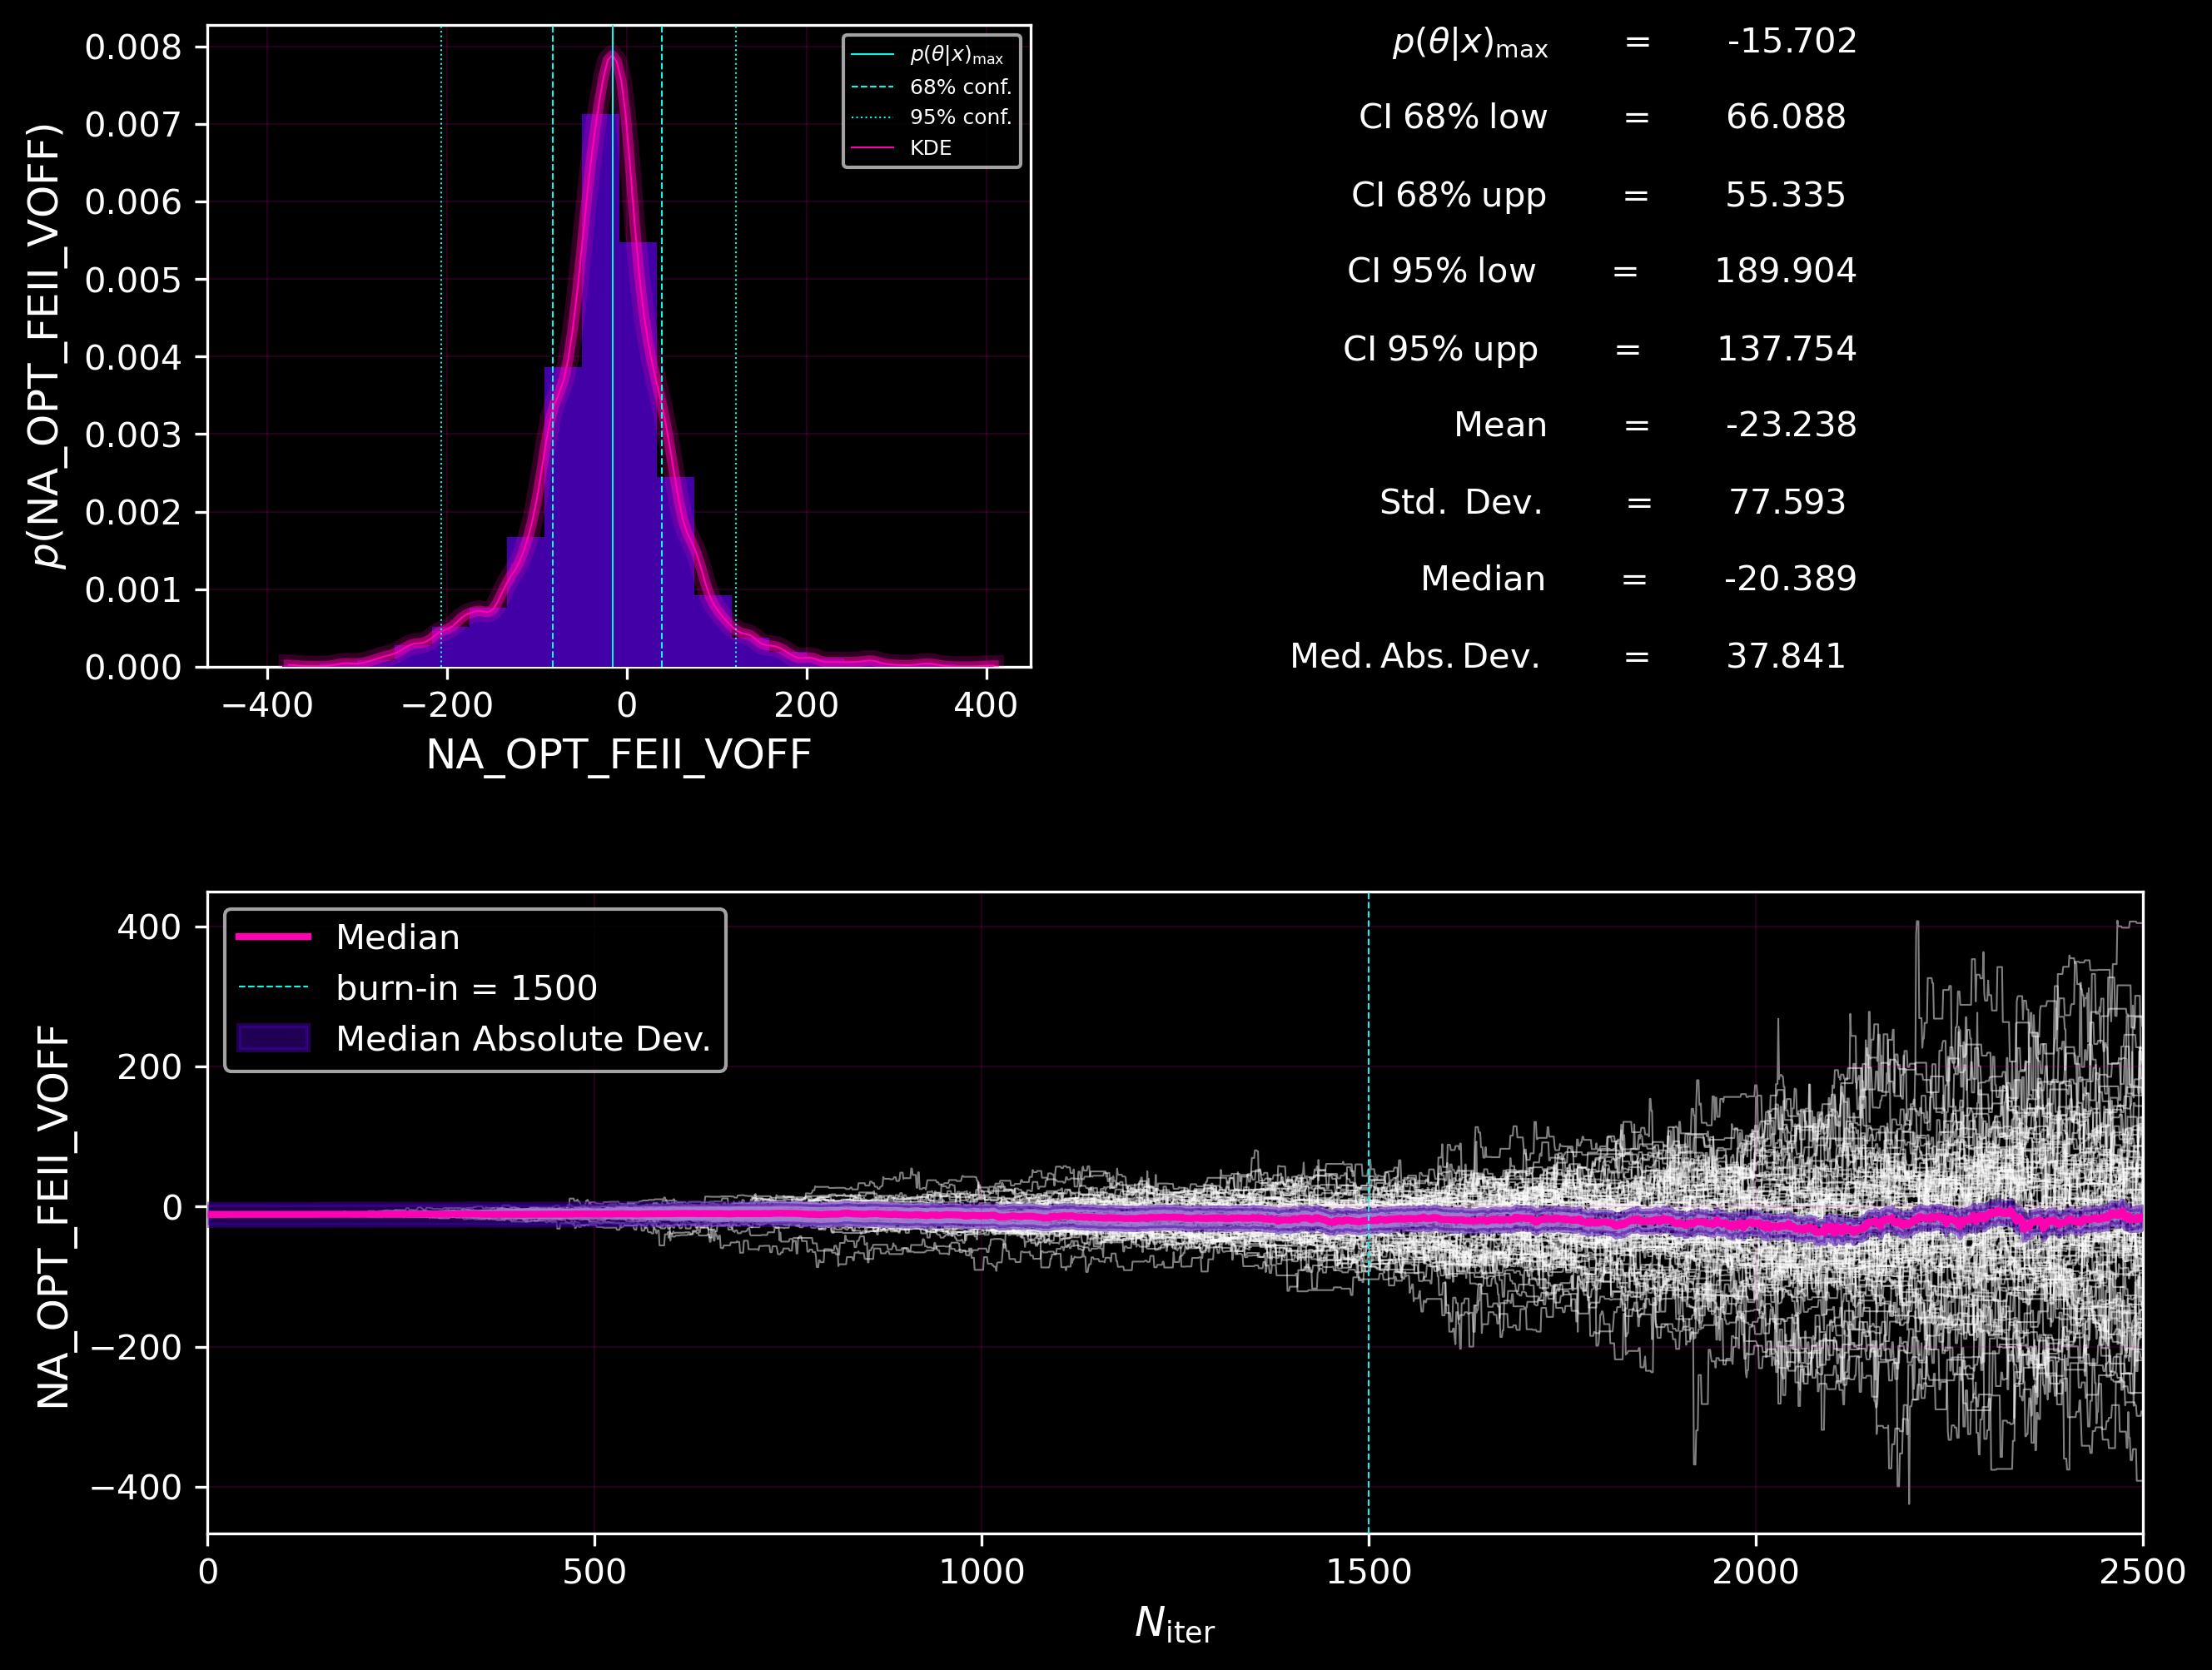 0.008
0.007
0.006
0.005
0.004
0.003
0.002
0.001
0.000
p(NA_OPT_FEII_VOFF)
−400 −200 0 200 400
NA_OPT_FEII_VOFF
p(θ|x)max
68% conf.
95% conf.
KDE
p(θ|x)max = -15.702
CI 68% low = 66.088
CI 68% upp = 55.335
CI 95% low = 189.904
CI 95% upp = 137.754
Mean = -23.238
Std. Dev. = 77.593
Median = -20.389
Med. Abs. Dev. = 37.841
400
200
0
−200
−400
NA_OPT_FEII_VOFF
Median
burn-in = 1500
Median Absolute Dev.
0 500 1000 1500 2000 2500
Niter